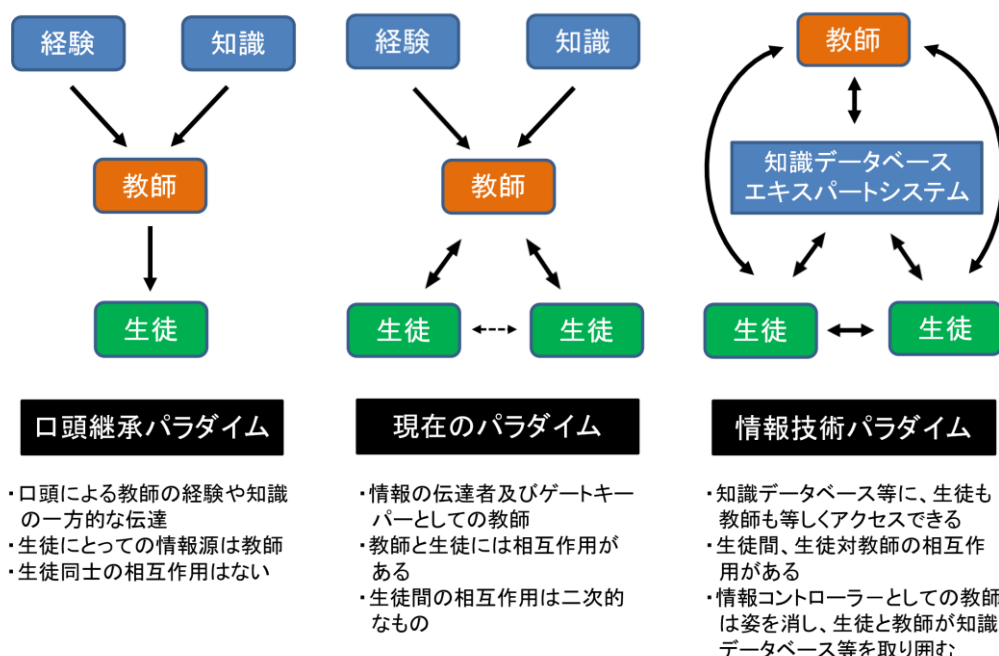 経験
知識
教師
生徒
口頭継承パラダイム
・口頭による教師の経験や知識
の一方的な伝達
・生徒にとっての情報源は教師
・生徒同士の相互作用はない
経験
知識
教師
生徒
生徒
現在のパラダイム
・情報の伝達者及びゲートキー
パーとしての教師
・教師と生徒には相互作用が
ある
・生徒間の相互作用は二次的
なもの
教師
知識データベース
エキスパートシステム
生徒
生徒
情報技術パラダイム
・知識データベース等に、生徒も
教師も等しくアクセスできる
・生徒間、生徒対教師の相互作
用がある
・情報コントローラーとしての教師
は姿を消し、生徒と教師が知識
データベース等を取り囲む